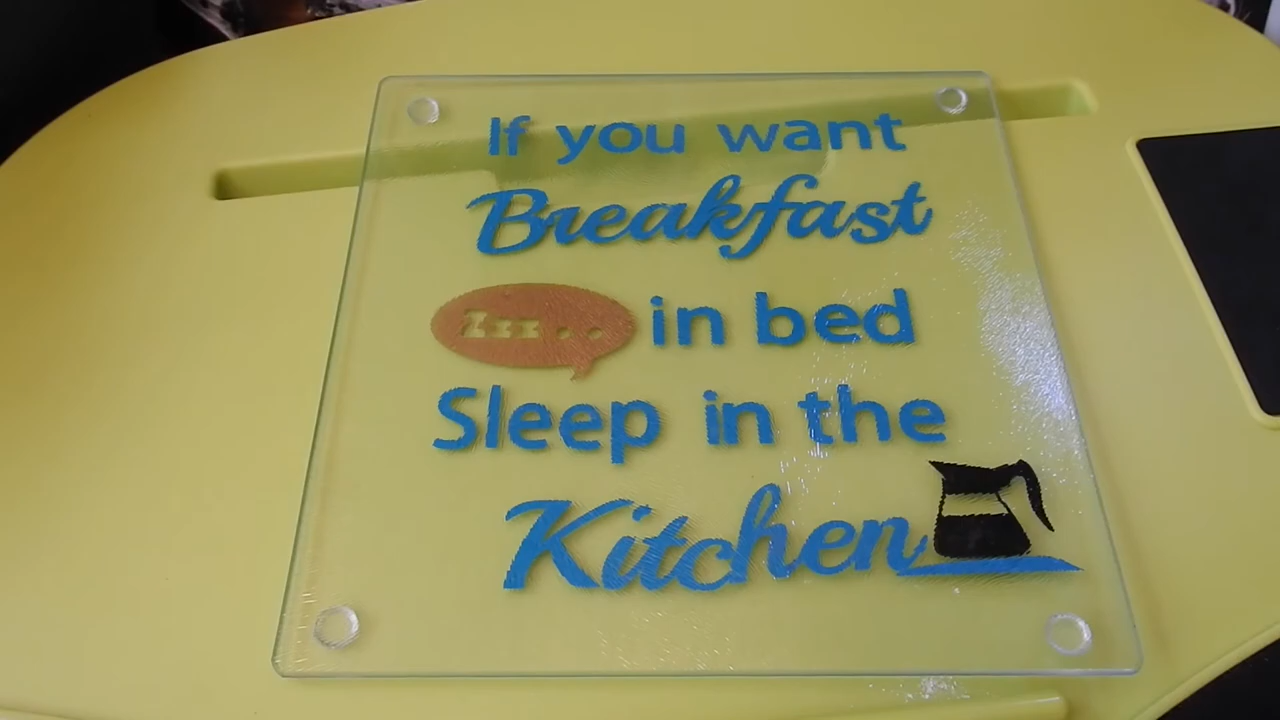 If you want
Breakfast
Zzz.. in bed
Sleep in the
Kitchen